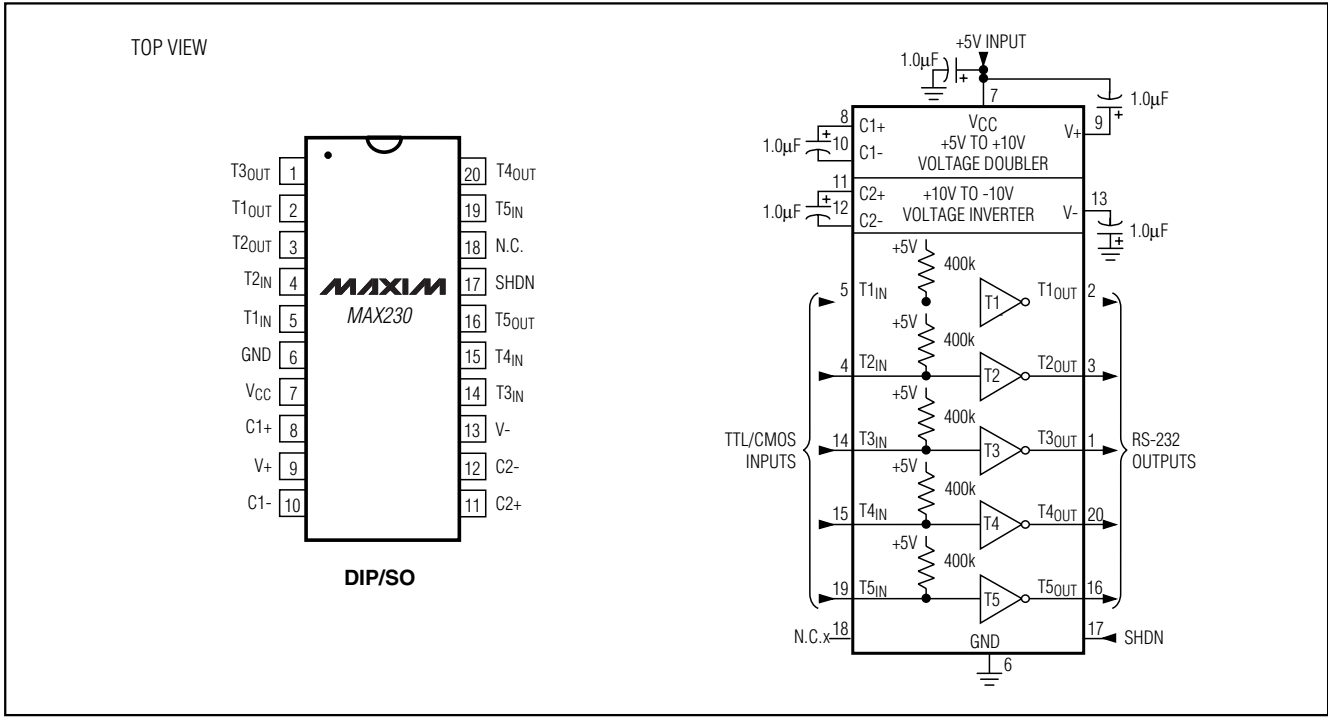 TOP VIEW
T3OUT 1
T1OUT 2
T2OUT 3
T2IN 4
T1IN 5
GND 6
VCC 7
C1+ 8
V+ 9
C1- 10
20 T4OUT
19 T5IN
18 N.C.
17 SHDN
16 T5OUT
15 T4IN
14 T3IN
13 V-
12 C2-
11 C2+
MAXIM
MAX230
DIP/SO
+5V INPUT
1.0µF
+
7
1.0µF
+
8 C1+
1.0µF
+
10 C1-
VCC
+5V TO +10V
VOLTAGE DOUBLER
V+ 9
11 C2+
1.0µF
+
12 C2-
+10V TO -10V
VOLTAGE INVERTER
V- 13
1.0µF
+
+5V
400k
5 T1IN T1 T1OUT 2
+5V
400k
4 T2IN T2 T2OUT 3
+5V
400k
TTL/CMOS
INPUTS
14 T3IN T3 T3OUT 1
RS-232
OUTPUTS
+5V
400k
15 T4IN T4 T4OUT 20
+5V
400k
19 T5IN T5 T5OUT 16
N.C.x 18
17 SHDN
GND
6